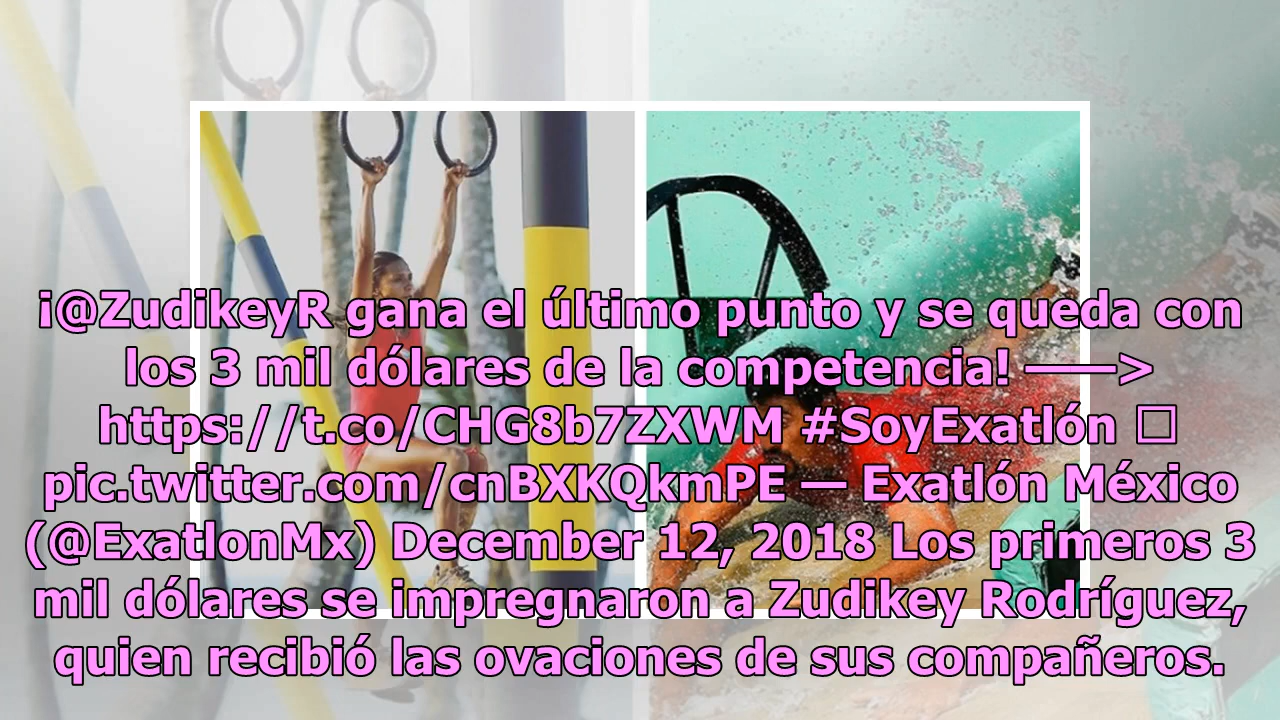 ¡@ZudikeyR gana el último punto y se queda con
los 3 mil dólares de la competencia! ——>
https://t.co/CHG8b7ZXWM #SoyExatlón □
pic.twitter.com/cnBXKQkmPE — Exatlón México
(@ExatlonMx) December 12, 2018 Los primeros 3
mil dólares se impregnaron a Zudikey Rodríguez,
quien recibió las ovaciones de sus compañeros.